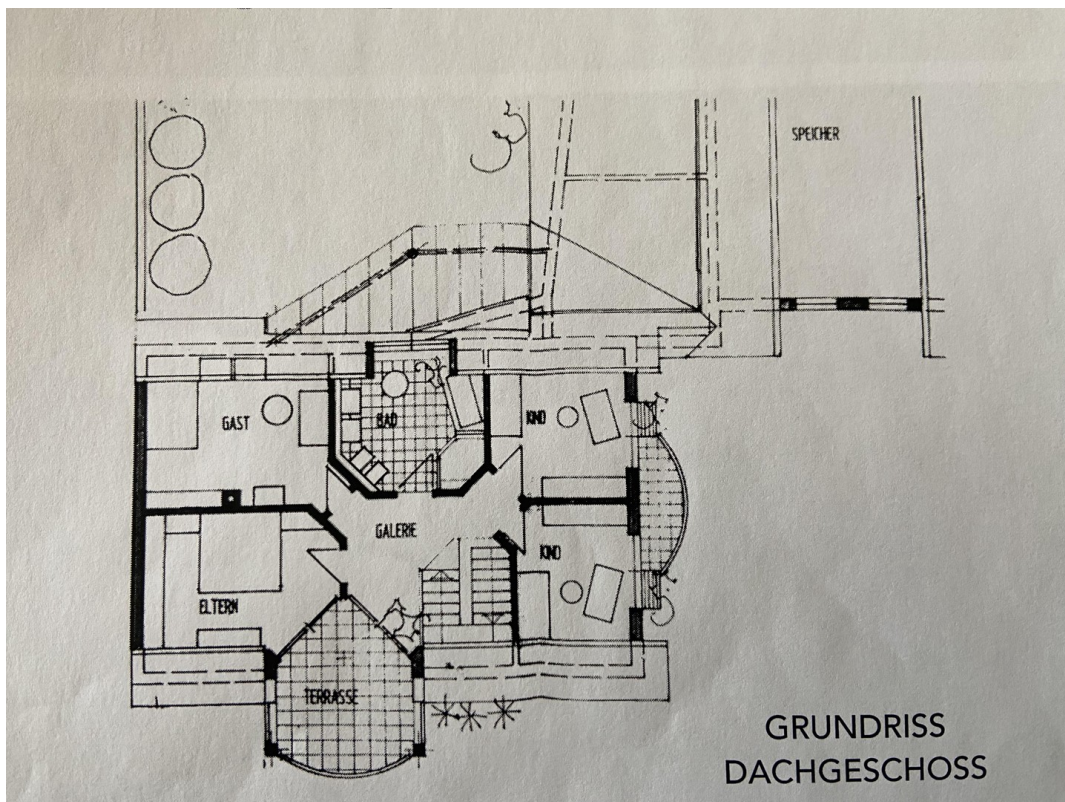 SPEICHER
GAST
BAD
KIND
GALERIE
KIND
ELTERN
TERRASSE
GRUNDRISS
DACHGESCHOSS